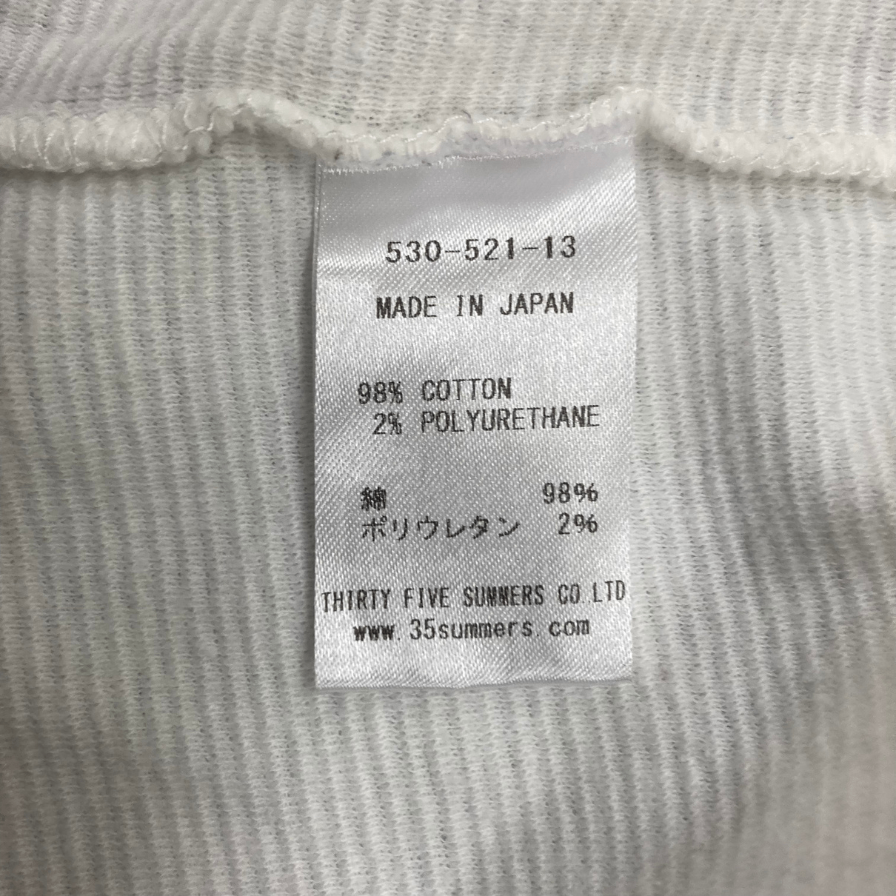 530-521-13
MADE IN JAPAN
98% COTTON
2% POLYURETHANE
綿 98%
ポリウレタン 2%
THIRTY FIVE SUMMERS CO LTD
www.35summers.com